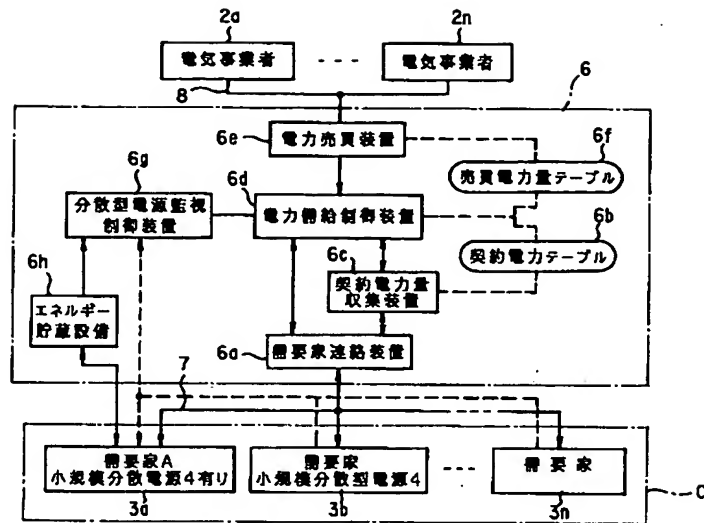 2a
2n
電気事業者
電気事業者
8
6
6e
電力売買装置
6f
売買電力量テーブル
6g
分散型電源監視
制御装置
6d
電力需給制御装置
6b
契約電力テーブル
6h
エネルギー
貯蔵設備
6c
契約電力量
収集装置
6a
需要家連絡装置
7
需要家A
小規模分散電源4有り
需要家
小規模分散型電源4
需要家
3a
3b
3n
C